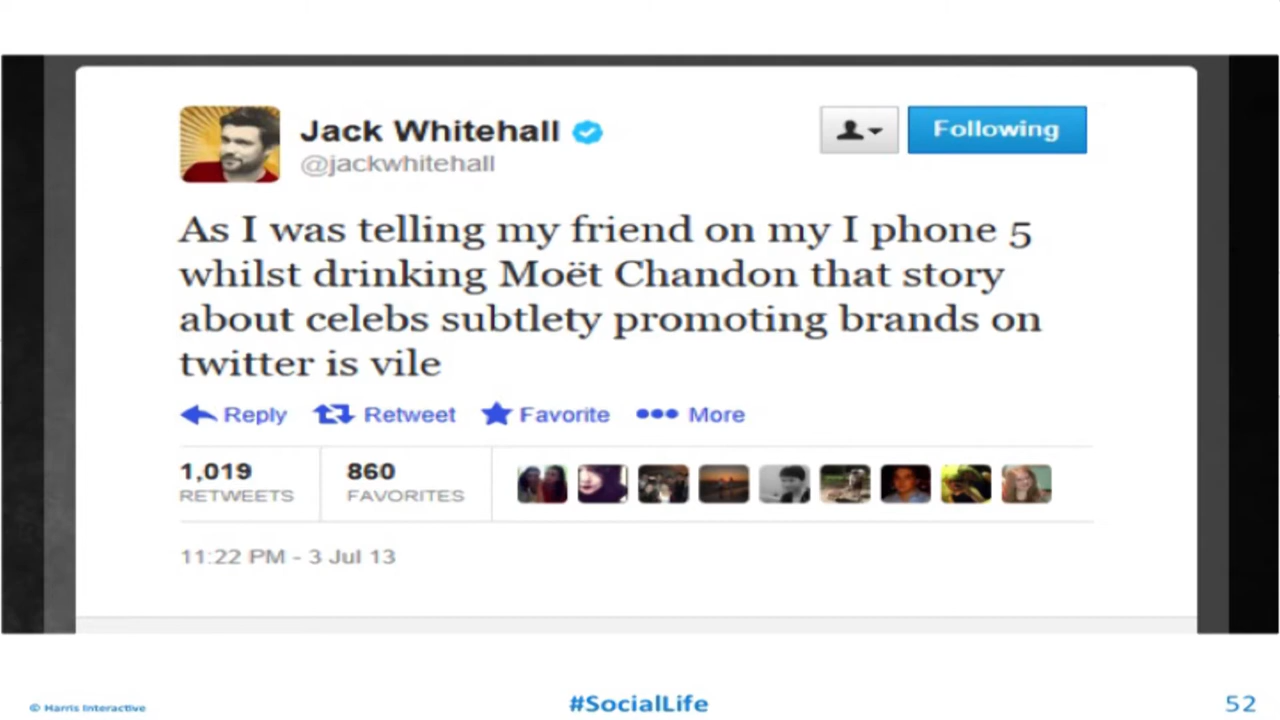 Jack Whitehall
@jackwhitehall
Following
As I was telling my friend on my I phone 5
whilst drinking Moët Chandon that story
about celebs subtlety promoting brands on
twitter is vile
Reply Retweet Favorite More
1,019 860
RETWEETS FAVORITES
11:22 PM - 3 Jul 13
© Harris Interactive #SocialLife 52